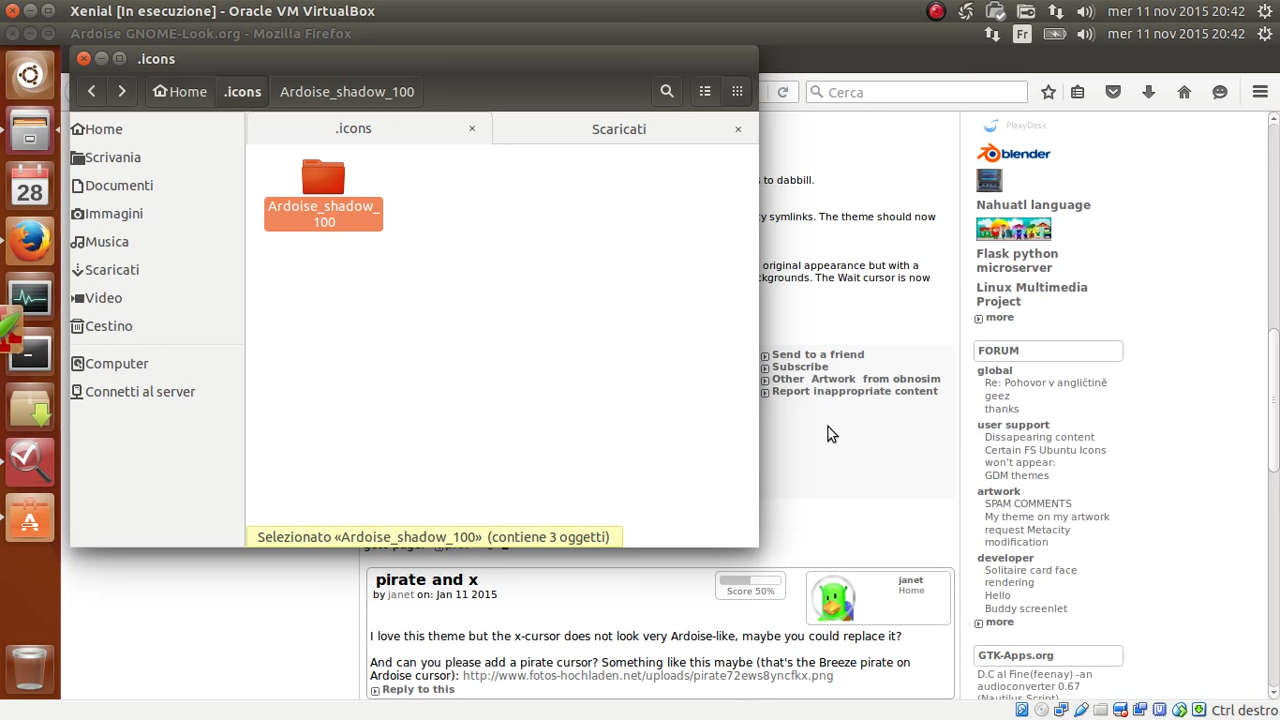 Xenial [In esecuzione] - Oracle VM VirtualBox
mer 11 nov 2015 20:42
Ardoise GNOME-Look.org - Mozilla Firefox
Fr
mer 11 nov 2015 20:42
.icons
Home
.icons
Ardoise_shadow_100
Cerca
.icons
Scaricati
Home
Scrivania
Documenti
Immagini
Musica
Scaricati
Video
Cestino
Computer
Connetti al server
28
Ardoise_shadow_
100
Selezionato «Ardoise_shadow_100» (contiene 3 oggetti)
s to dabbill.
symlinks. The theme should now
original appearance but with a
The Wait cursor is now
Send to a friend
Subscribe
Other Artwork from obnosim
Report inappropriate content
pirate and x
by janet on: Jan 11 2015
Score 50%
janet
Home
I love this theme but the x-cursor does not look very Ardoise-like, maybe you could replace it?
And can you please add a pirate cursor? Something like this maybe (that's the Breeze pirate on
Ardoise cursor): http://www.fotos-hochladen.net/uploads/pirate72ews8yncfkx.png
Reply to this
PlexyDesk
blender
Nahuatl language
Flask python
microserver
Linux Multimedia
Project
more
FORUM
global
Re: Pohovor v angličtině
geez
thanks
user support
Dissapearing content
Certain FS Ubuntu Icons
won't appear:
GDM themes
artwork
SPAM COMMENTS
My theme on my artwork
request Metacity
modification
developer
Solitaire card face
rendering
Hello
Buddy screenlet
more
GTK-Apps.org
D.C al Fine(feenay) -an
audioconverter 0.67
(Nautilus Script)
Ctrl destro